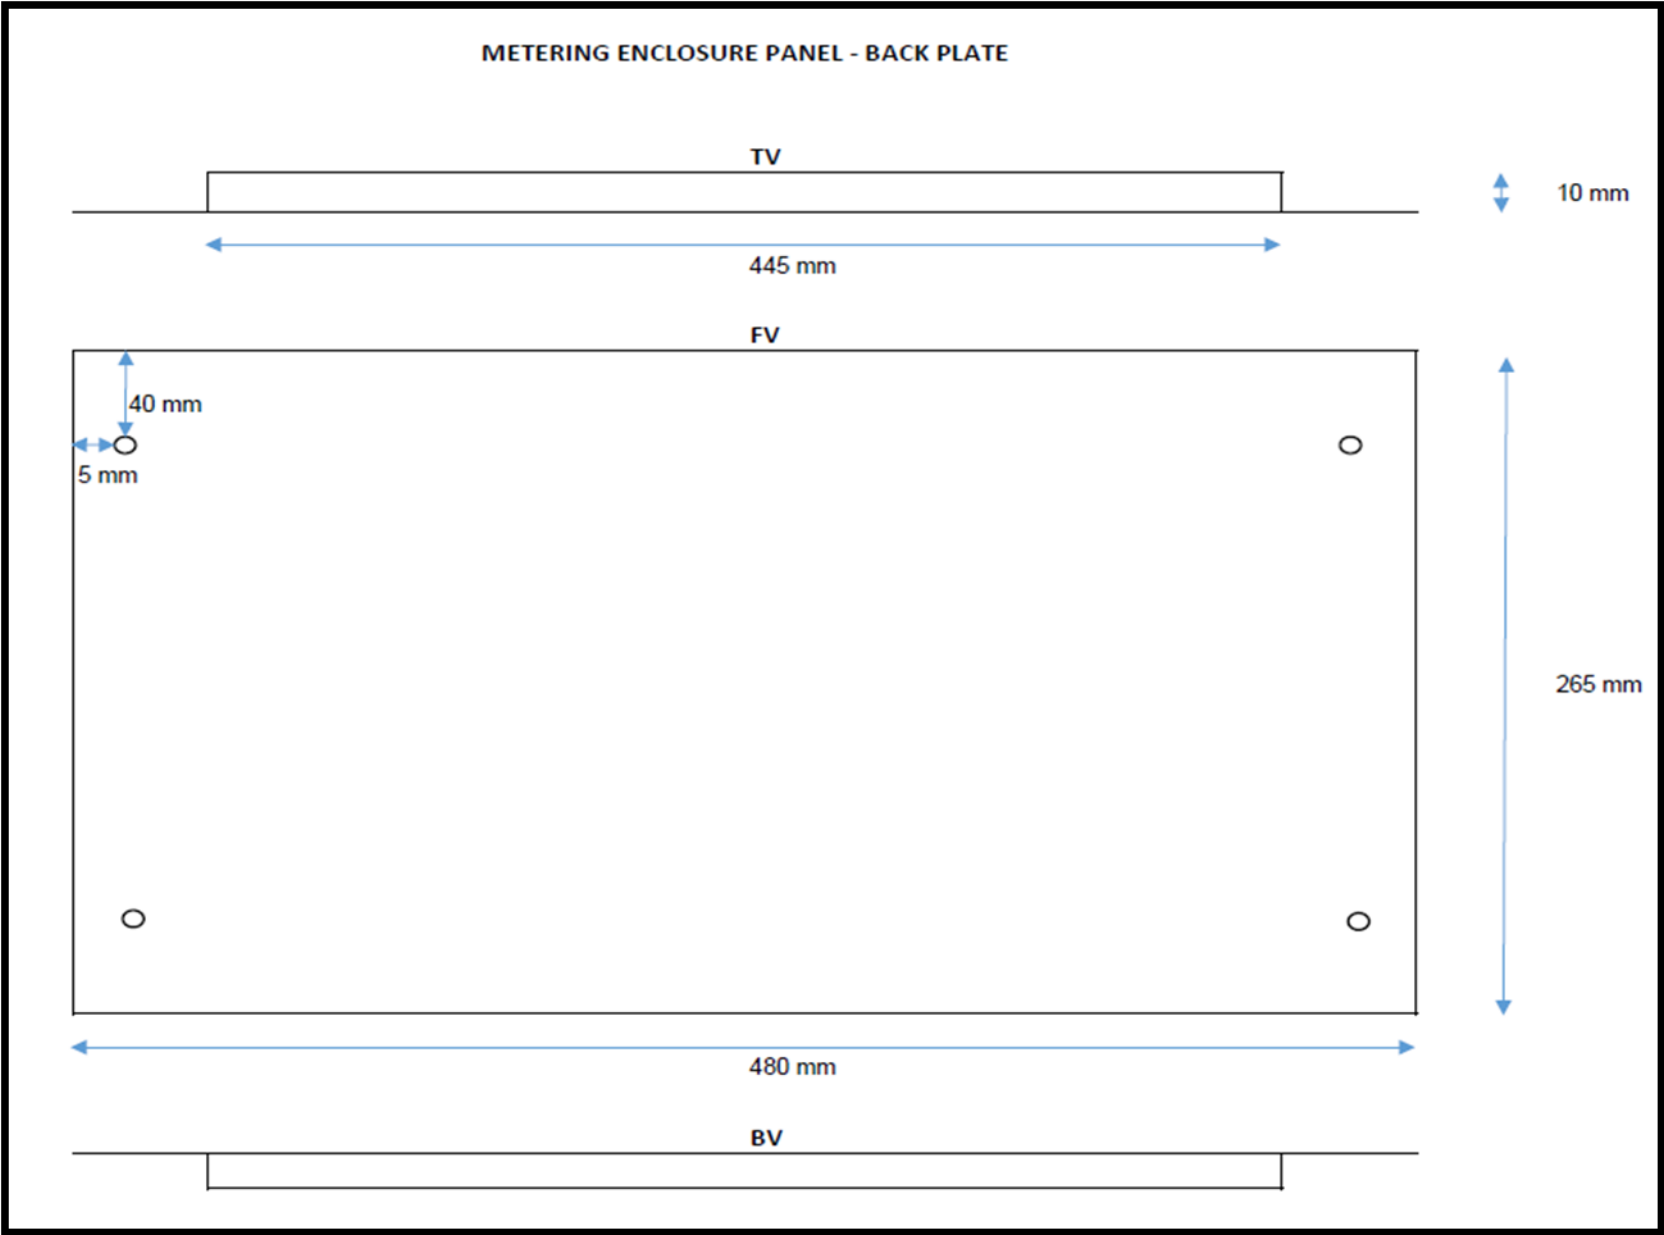 METERING ENCLOSURE PANEL - BACK PLATE
TV
10 mm
445 mm
FV
40 mm
5 mm
265 mm
480 mm
BV